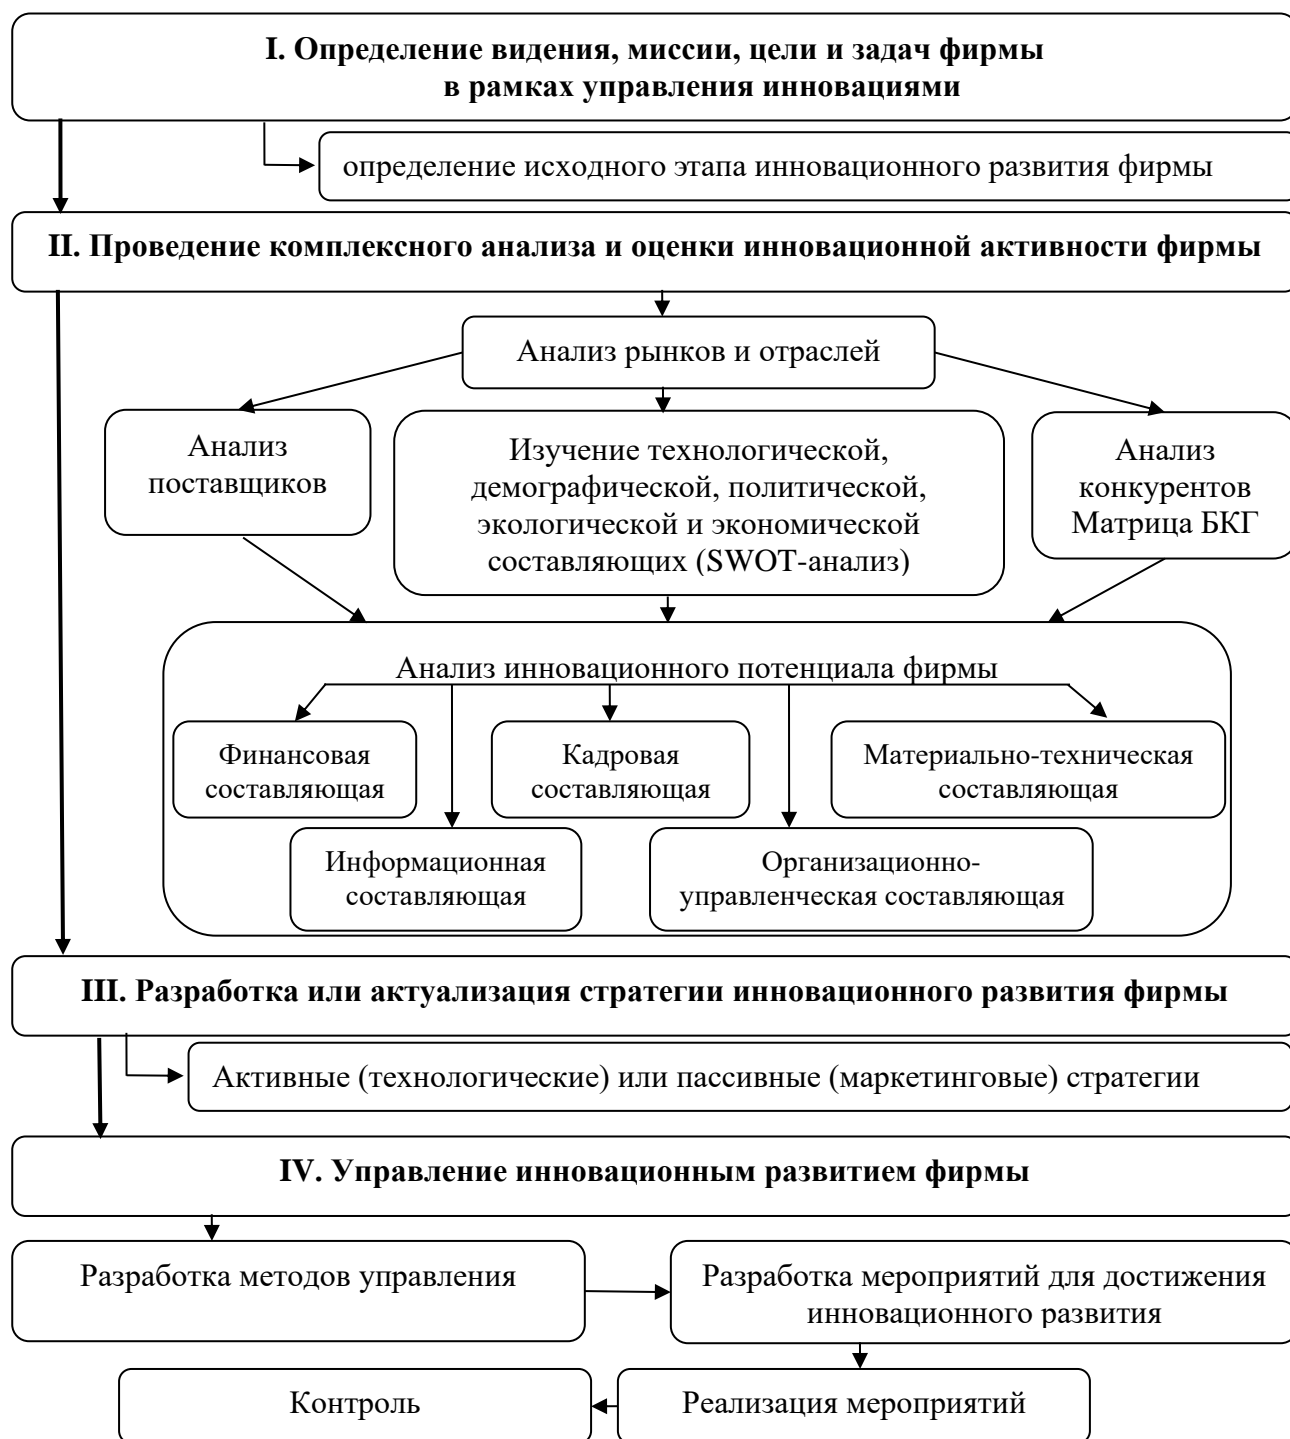 I. Определение видения, миссии, цели и задач фирмы
в рамках управления инновациями
определение исходного этапа инновационного развития фирмы
II. Проведение комплексного анализа и оценки инновационной активности фирмы
Анализ рынков и отраслей
Анализ
поставщиков
Изучение технологической,
демографической, политической,
экологической и экономической
составляющих (SWOT-анализ)
Анализ
конкурентов
Матрица БКГ
Анализ инновационного потенциала фирмы
Финансовая
составляющая
Кадровая
составляющая
Материально-техническая
составляющая
Информационная
составляющая
Организационно-
управленческая составляющая
III. Разработка или актуализация стратегии инновационного развития фирмы
Активные (технологические) или пассивные (маркетинговые) стратегии
IV. Управление инновационным развитием фирмы
Разработка методов управления
Разработка мероприятий для достижения
инновационного развития
Контроль
Реализация мероприятий